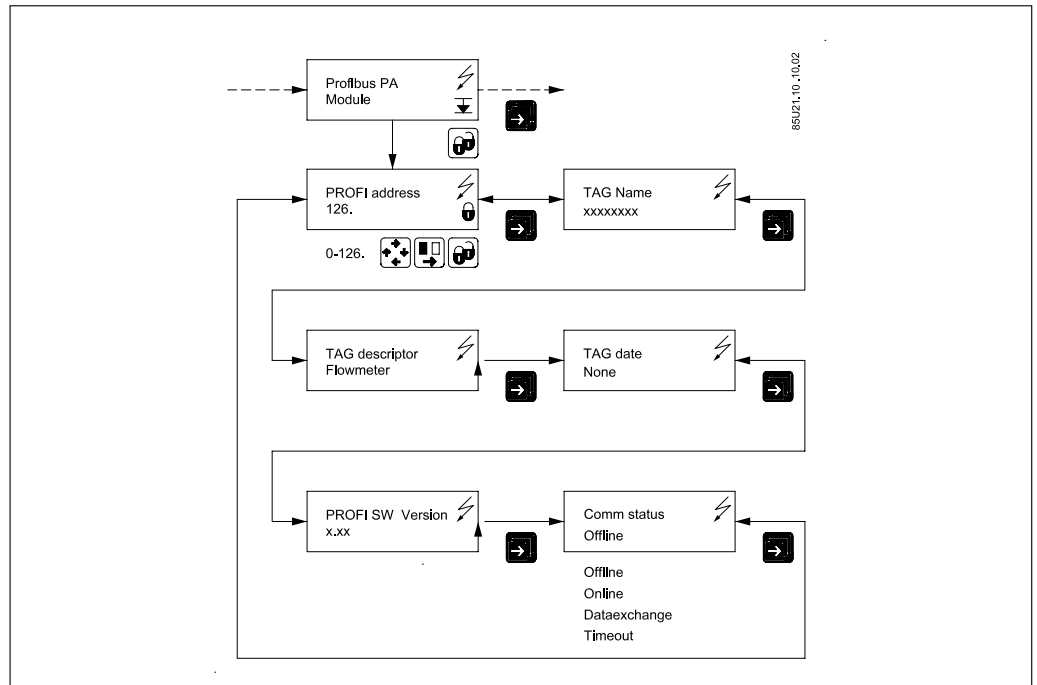 85U21.10 .10.02
Profibus PA
Module
PROFI address
126.
TAG Name
xxxxxxxx
0-126.
TAG descriptor
Flowmeter
TAG date
None
PROFI SW Version
x.xx
Comm status
Offline
Offline
Online
Dataexchange
Timeout